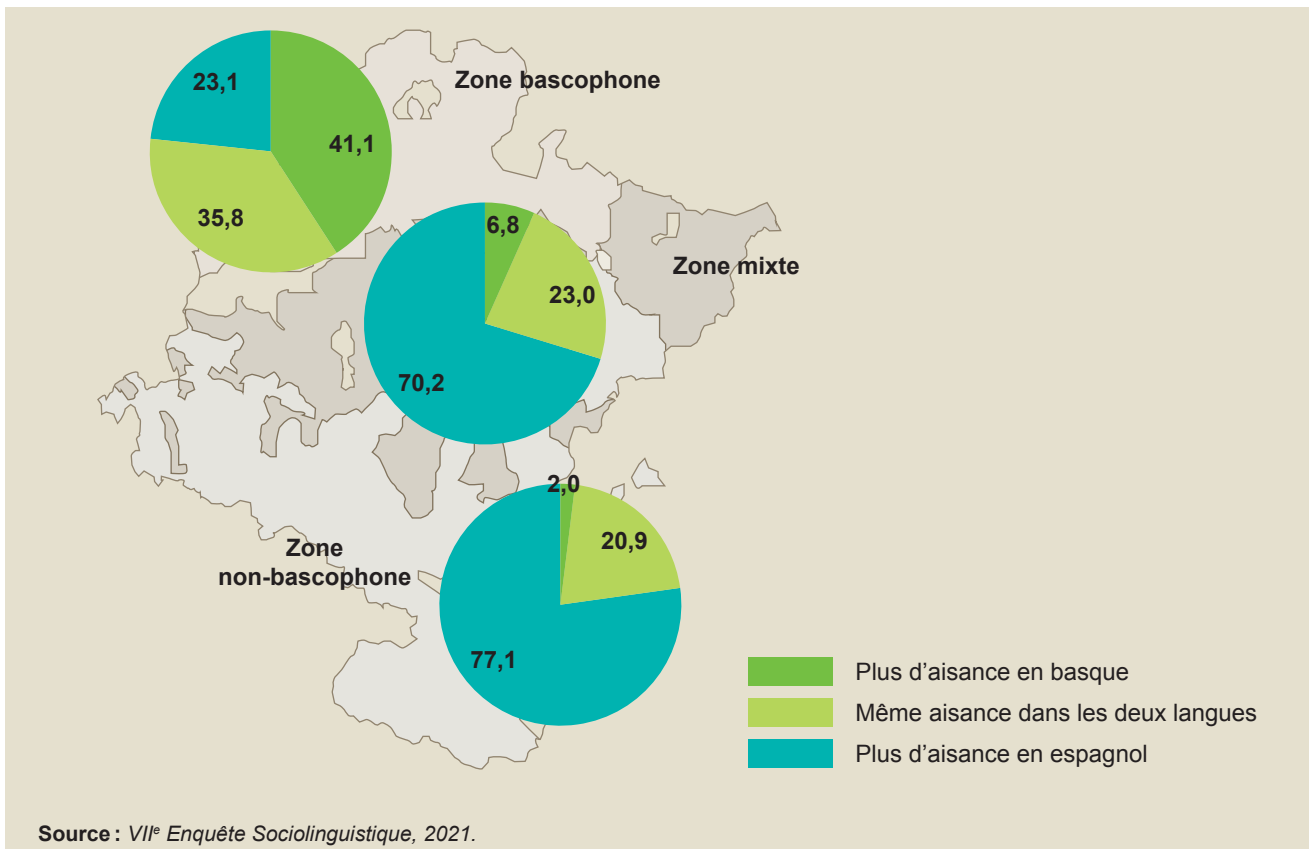 Zone bascophone
23,1
41,1
35,8
6,8
23,0
70,2
Zone mixte
2,0
20,9
77,1
Zone
non-bascophone
Plus d’aisance en basque
Même aisance dans les deux langues
Plus d’aisance en espagnol
Source : VIIe Enquête Sociolinguistique, 2021.